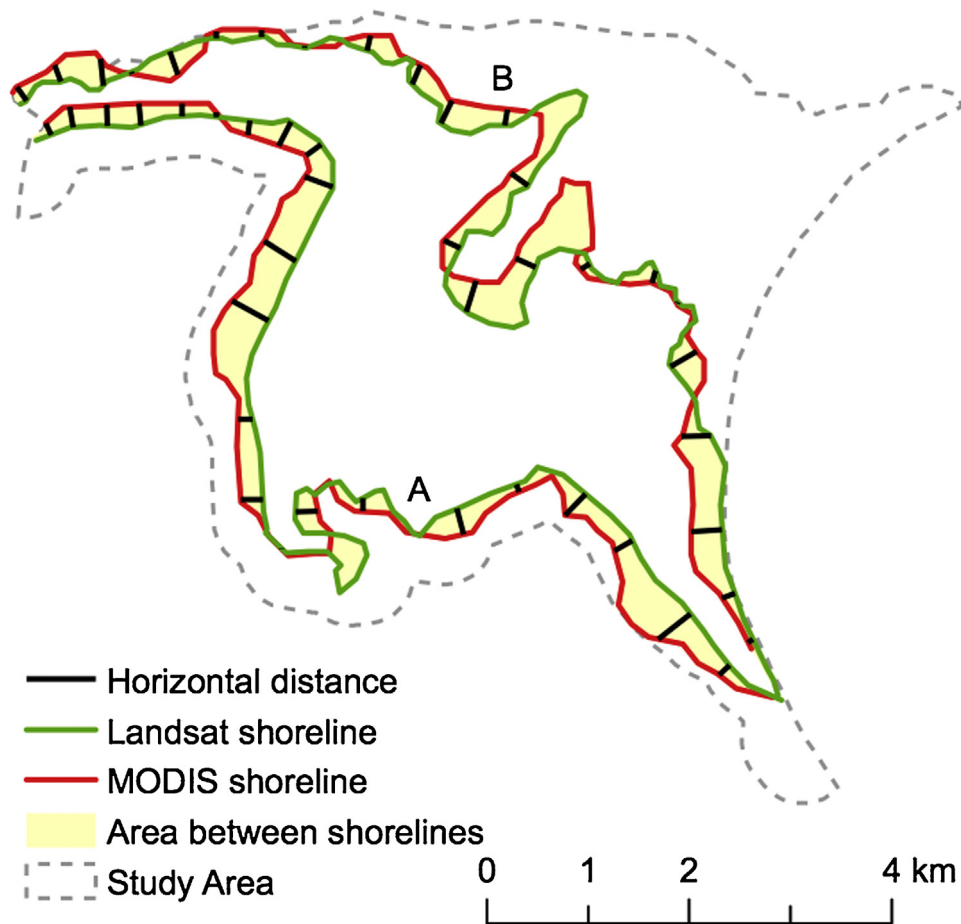 B
A
Horizontal distance
Landsat shoreline
MODIS shoreline
Area between shorelines
Study Area
0 1 2 4 km